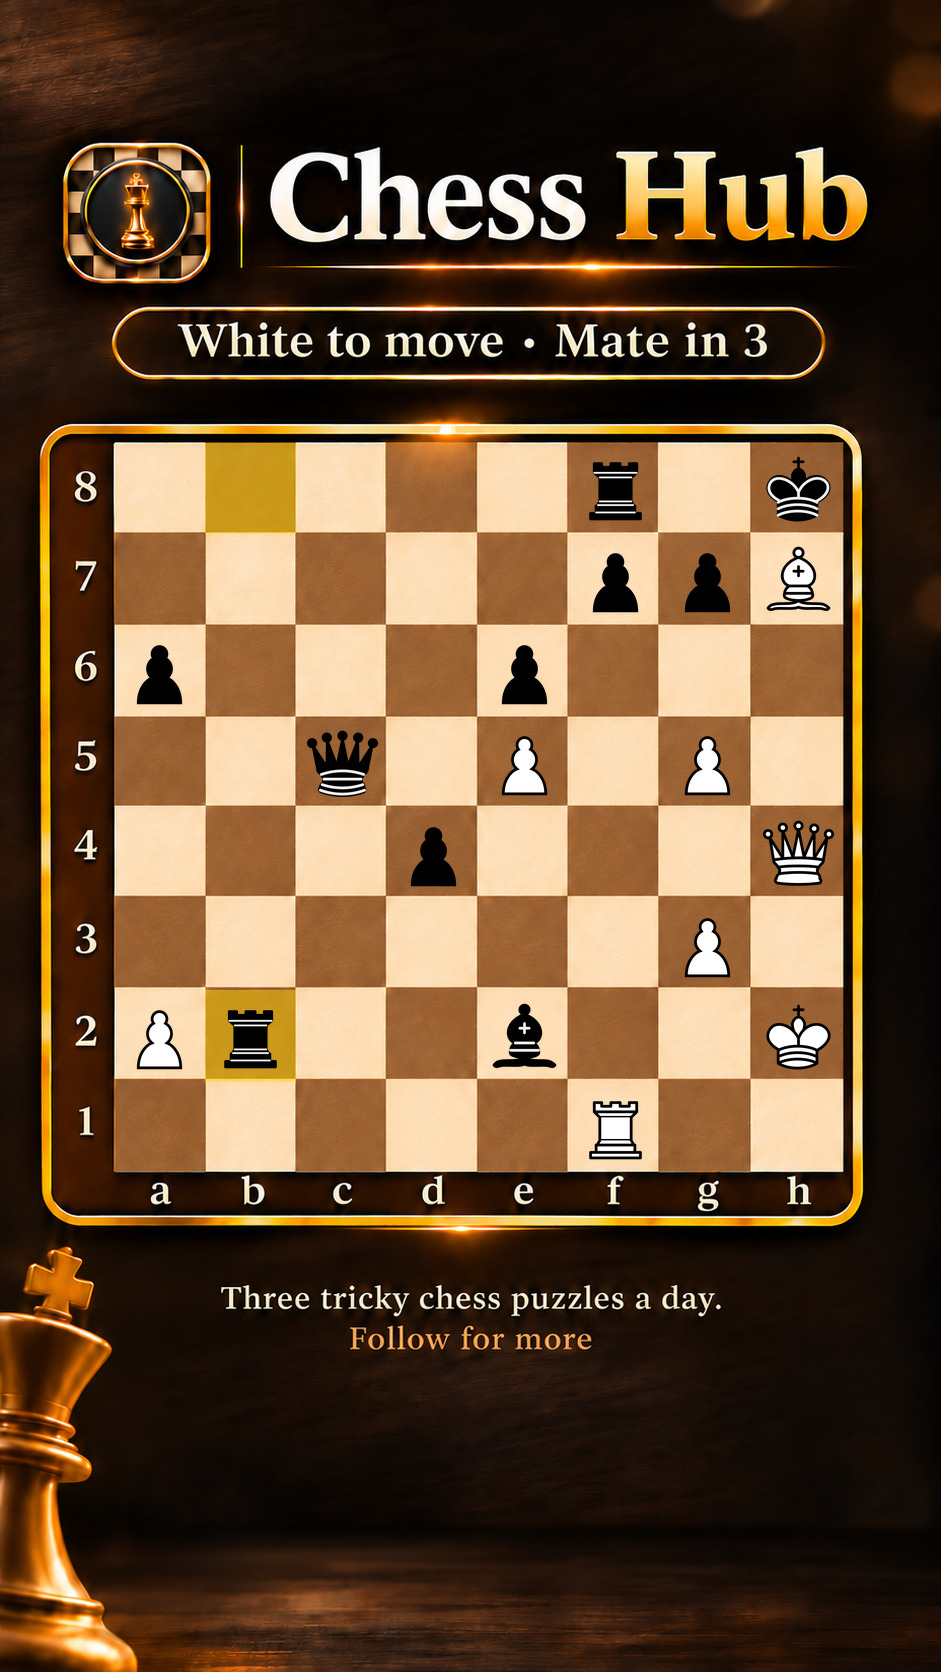 Chess Hub
White to move • Mate in 3
8
7
6
5
4
3
2
1
a b c d e f g h
Three tricky chess puzzles a day.
Follow for more